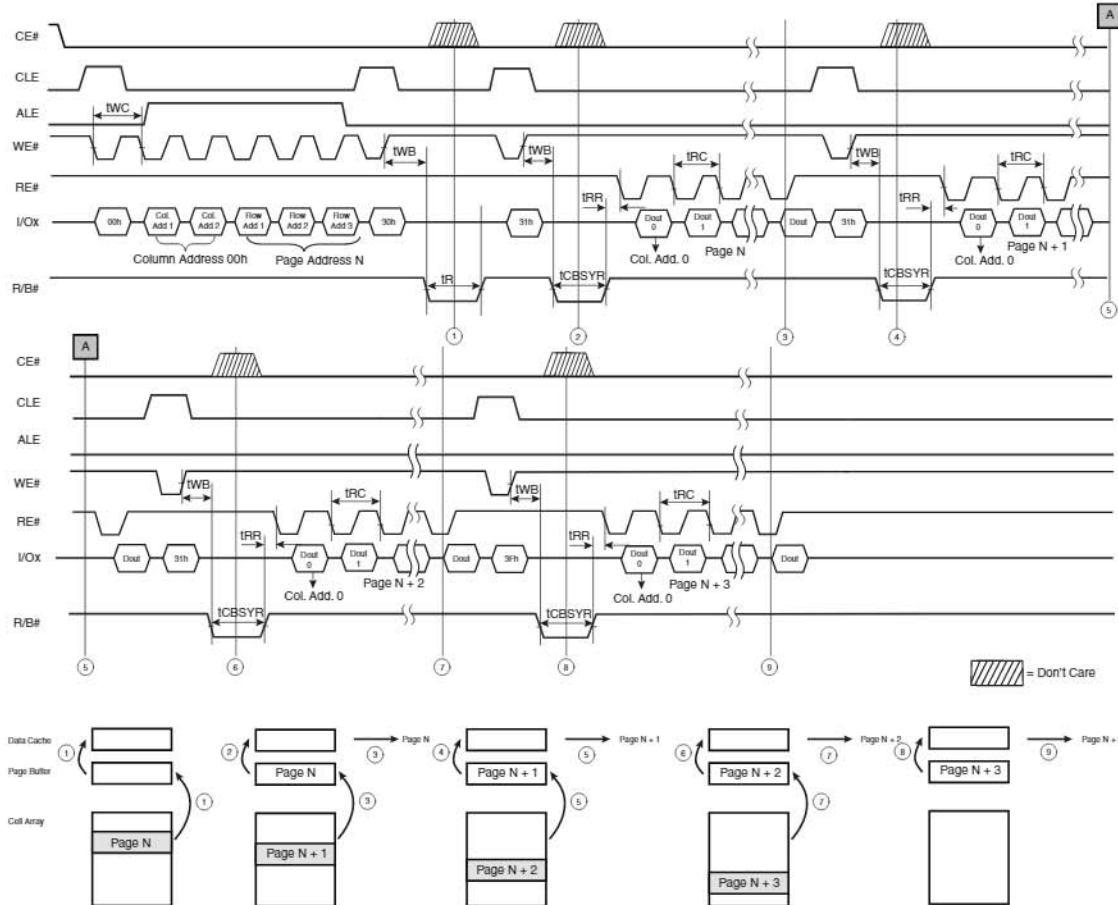 A
CE#
CLE
ALE
tWC
WE#
tWB
tWB
tWB
RE#
tRC
tRC
tRR
tRR
I/Ox
00h
Col. Add 1
Col. Add 2
Row Add 1
Row Add 2
Row Add 3
30h
31h
Dout 0
Dout 1
Dout
31h
Dout 0
Dout 1
Column Address 00h
Page Address N
Page N
Col. Add. 0
Page N + 1
Col. Add. 0
R/B#
tR
tCBSYR
tCBSYR
1
2
3
4
5
A
CE#
CLE
ALE
WE#
tWB
tWB
RE#
tRC
tRC
tRR
tRR
I/Ox
Dout
31h
Dout 0
Dout 1
Dout
3Fh
Dout 0
Dout 1
Dout
Page N + 2
Col. Add. 0
Page N + 3
Col. Add. 0
R/B#
tCBSYR
tCBSYR
5
6
7
8
9
= Don't Care
Data Cache
1
2
3
Page N
4
5
Page N + 1
6
7
Page N + 2
8
9
Page N +
Page Buffer
Page N
Page N + 1
Page N + 2
Page N + 3
1
3
5
7
Cell Array
Page N
Page N + 1
Page N + 2
Page N + 3